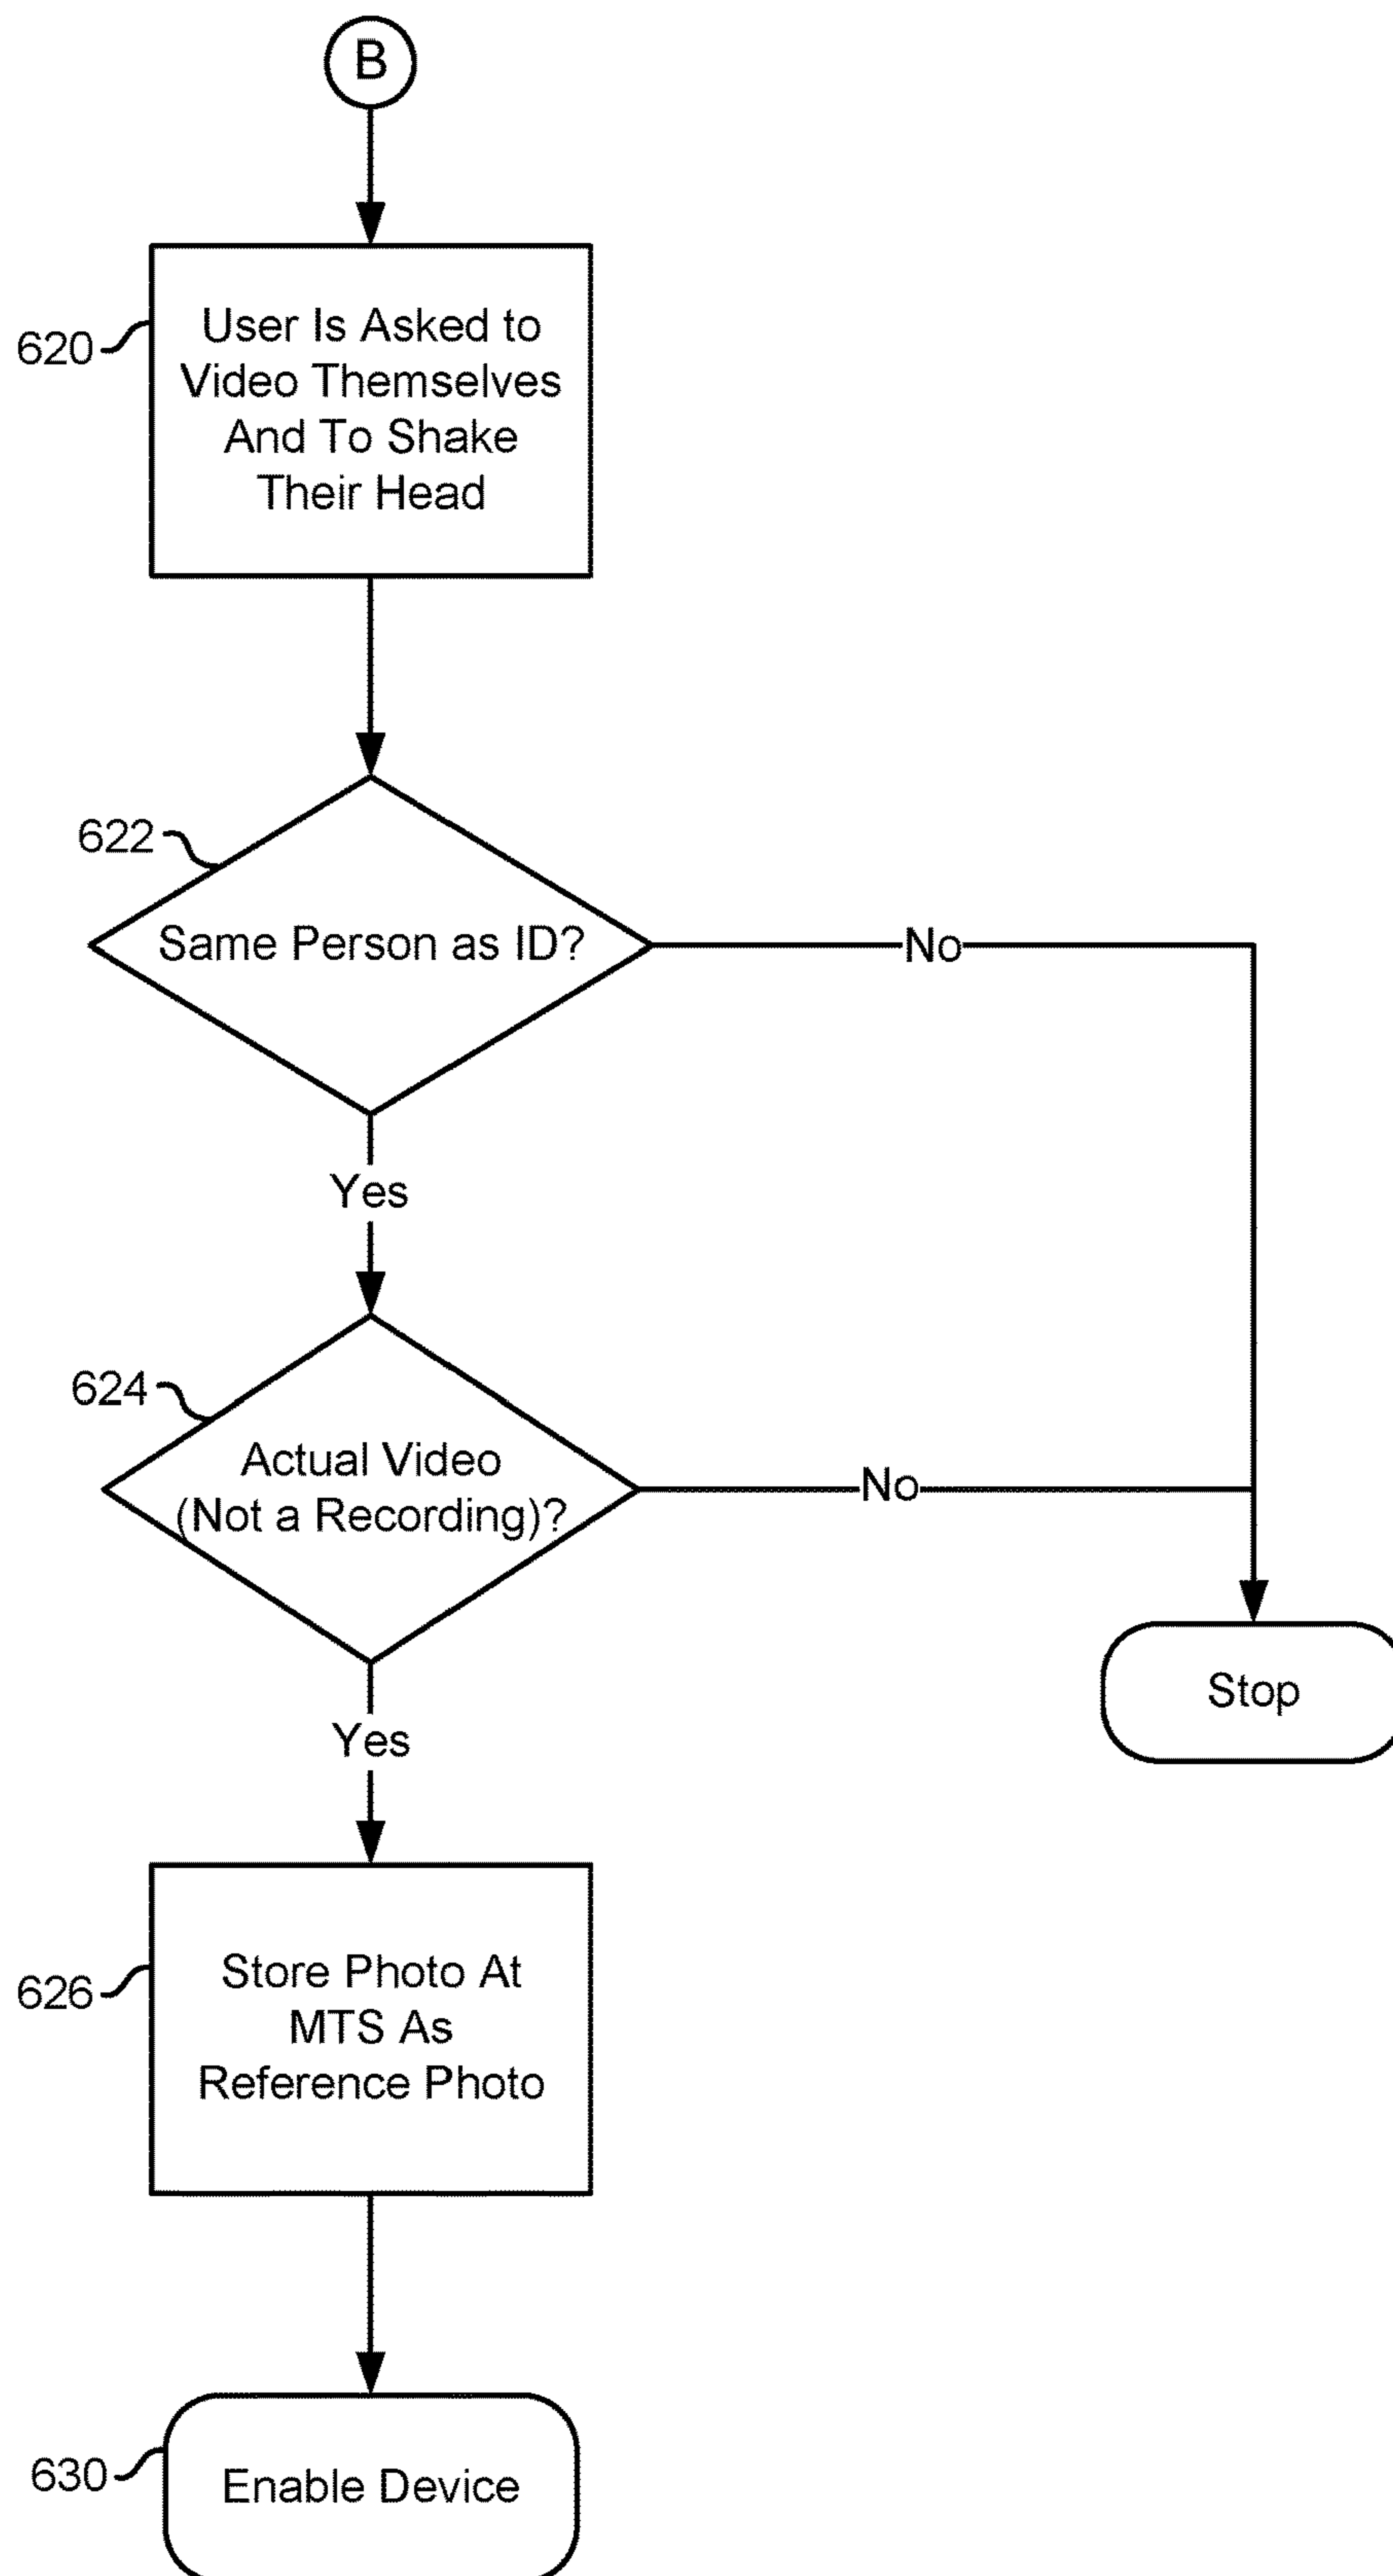 B
620
User Is Asked to
Video Themselves
And To Shake
Their Head
622
Same Person as ID?
No
Yes
624
Actual Video
(Not a Recording)?
No
Stop
Yes
626
Store Photo At
MTS As
Reference Photo
630
Enable Device